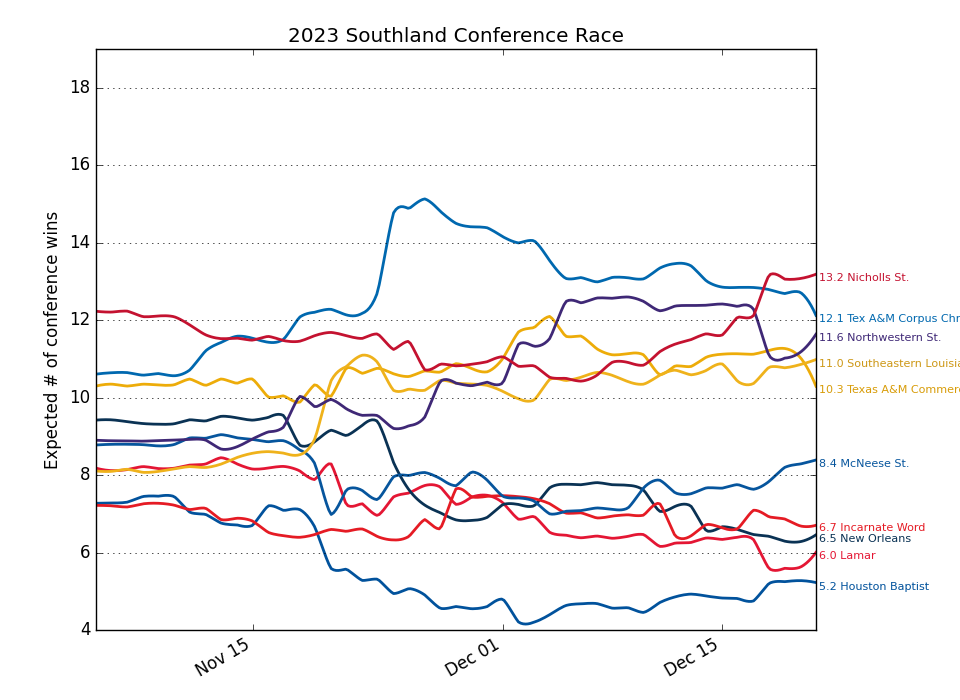 2023 Southland Conference Race
Expected # of conference wins
18
16
14
12
10
8
6
4
Nov 15
Dec 01
Dec 15
13.2 Nicholls St.
12.1 Tex A&M Corpus Chr
11.6 Northwestern St.
11.0 Southeastern Louisia
10.3 Texas A&M Commer
8.4 McNeese St.
6.7 Incarnate Word
6.5 New Orleans
6.0 Lamar
5.2 Houston Baptist